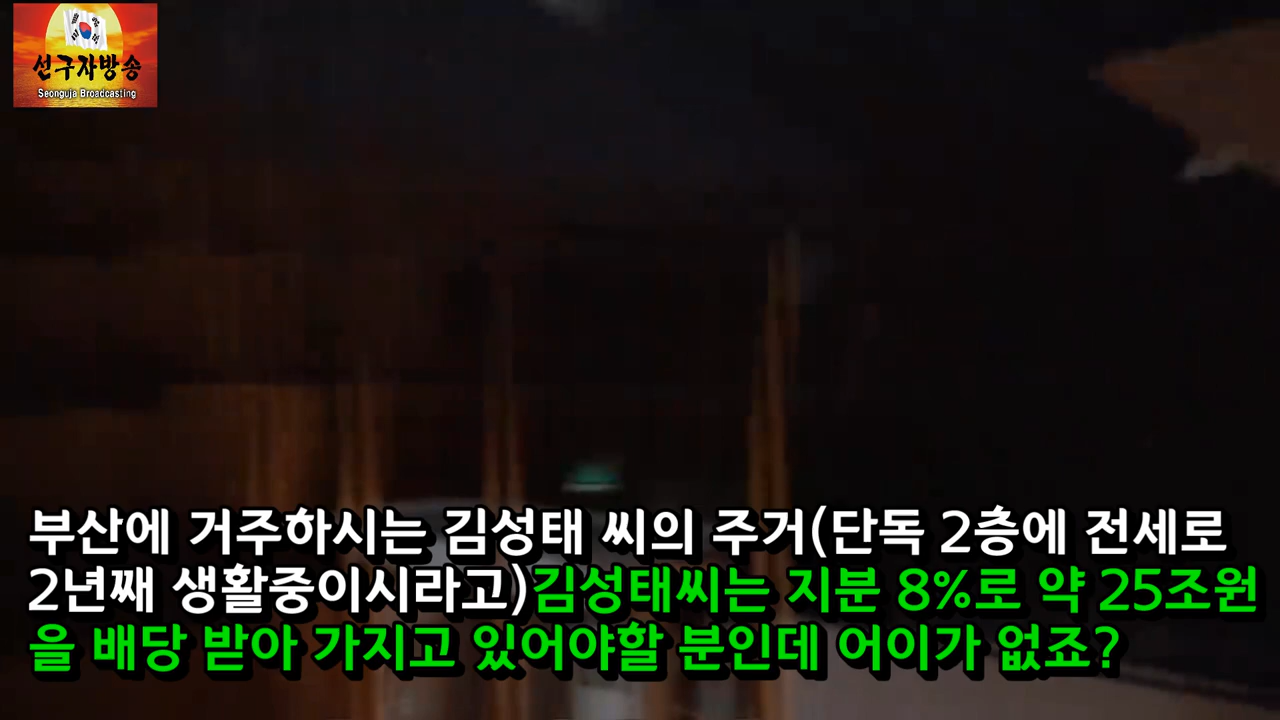 선구자방송
Seonguja Broadcasting
부산에 거주하시는 김성태 씨의 주거(단독 2층에 전세로
2년째 생활중이시라고)김성태씨는 지분 8%로 약 25조원
을 배당 받아 가지고 있어야할 분인데 어이가 없죠?